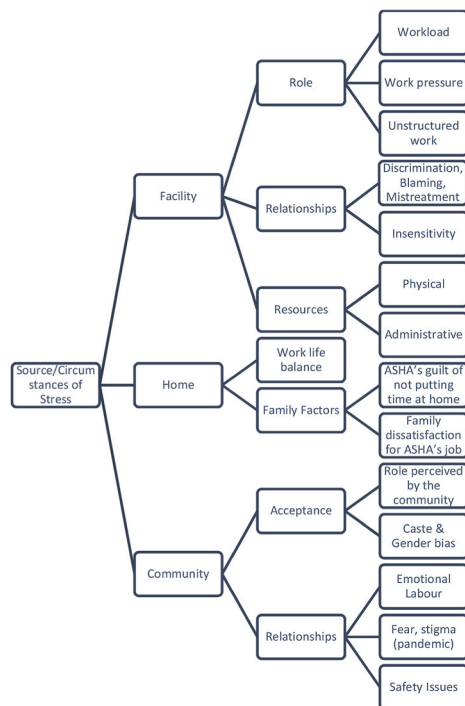 Workload
Role
Work pressure
Unstructured
work
Facility
Discrimination,
Blaming,
Mistreatment
Relationships
Insensitivity
Physical
Resources
Administrative
Source/Circum
stances of
Stress
Home
Work life
balance
ASHA's guilt of
not putting
time at home
Family Factors
Family
dissatisfaction
for ASHA's job
Role perceived
by the
community
Acceptance
Caste &
Gender bias
Community
Emotional
Labour
Relationships
Fear, stigma
(pandemic)
Safety Issues